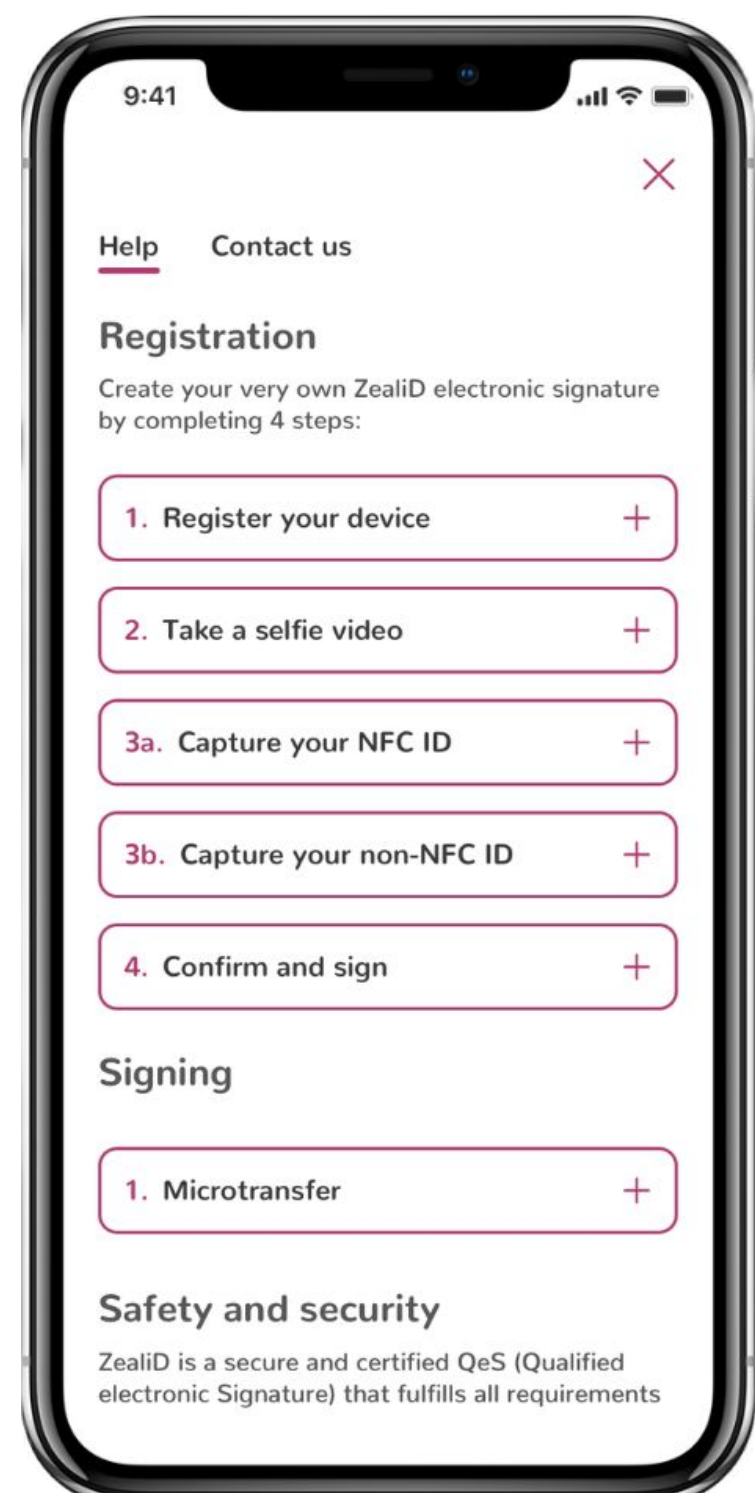 9:41
Help Contact us
Registration
Create your very own ZealiD electronic signature
by completing 4 steps:
1. Register your device
2. Take a selfie video
3a. Capture your NFC ID
3b. Capture your non-NFC ID
4. Confirm and sign
Signing
1. Microtransfer
Safety and security
ZealiD is a secure and certified QeS (Qualified
electronic Signature) that fulfills all requirements